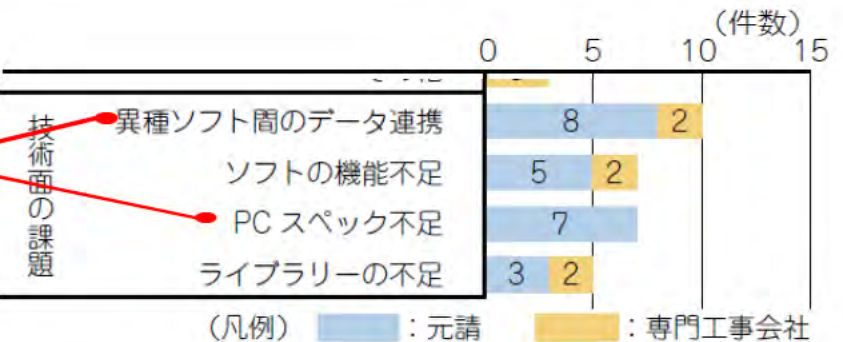 (件数)
0 5 10 15
技術面の課題
異種ソフト間のデータ連携 8 2
ソフトの機能不足 5 2
PC スペック不足 7
ライブラリーの不足 3 2
(凡例) :元請 :専門工事会社